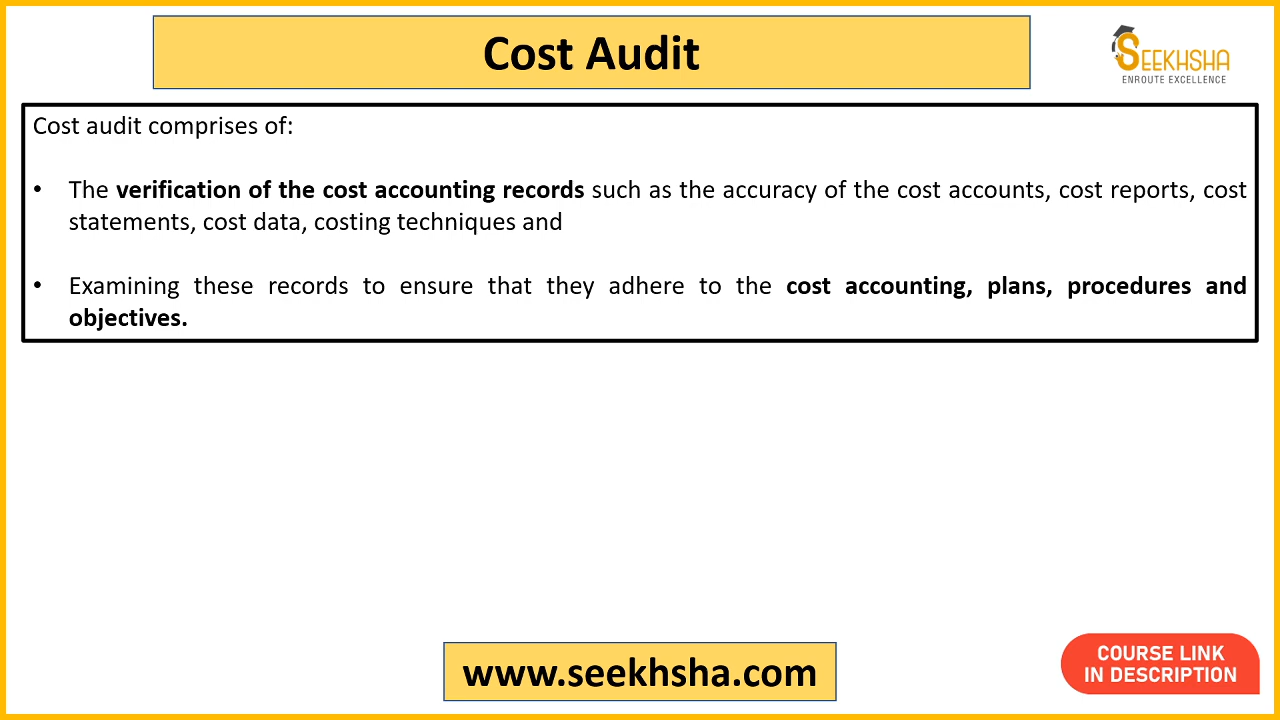 Cost Audit
SEEKHSHA
ENROUTE EXCELLENCE
Cost audit comprises of:
• The verification of the cost accounting records such as the accuracy of the cost accounts, cost reports, cost
statements, cost data, costing techniques and
• Examining these records to ensure that they adhere to the cost accounting, plans, procedures and
objectives.
www.seekhsha.com
COURSE LINK
IN DESCRIPTION